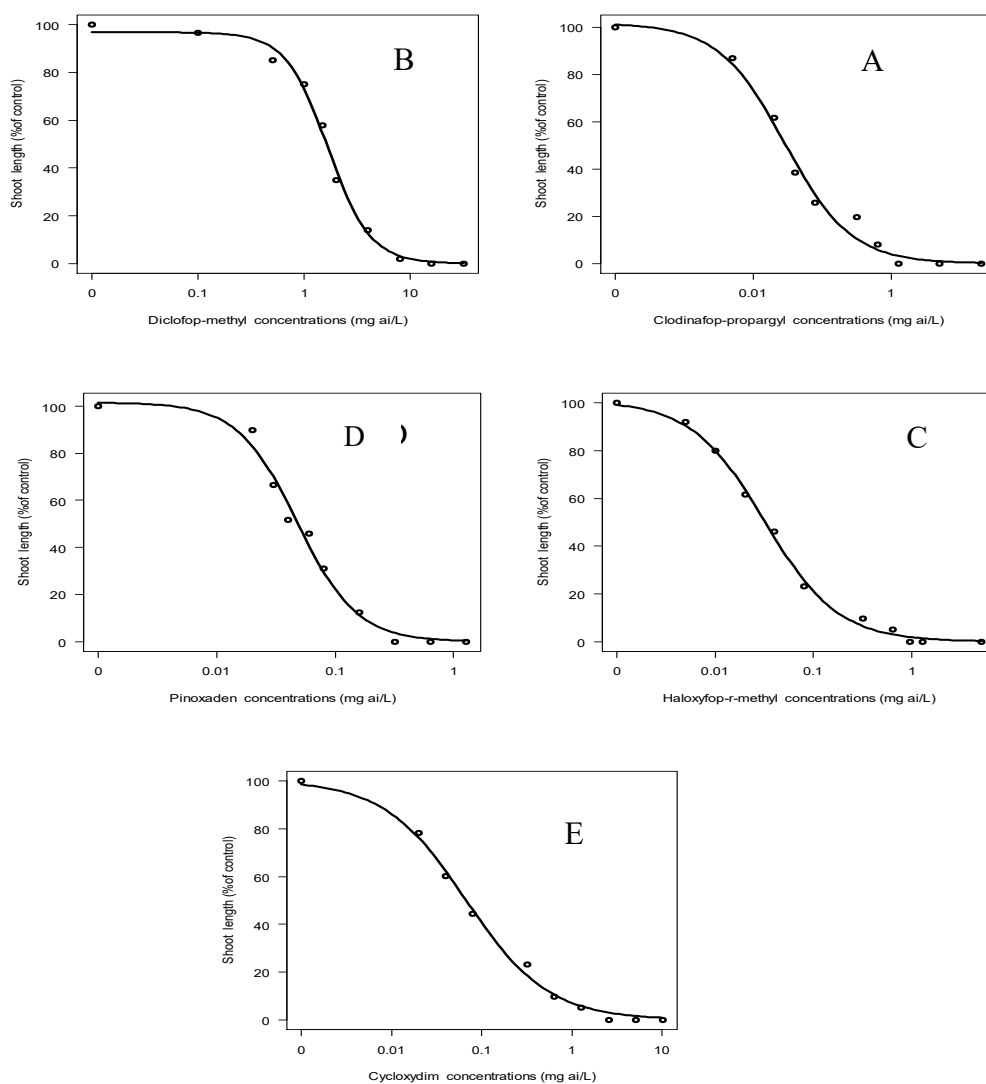 100
80
60
40
20
0
Shoot length (% of control)
B
0 0.1 1 10
Diclofop-methyl concentrations (mg ai/L)
100
80
60
40
20
0
Shoot length (% of control)
A
0 0.01 1
Clodinafop-propargyl concentrations (mg ai/L)
100
80
60
40
20
0
Shoot length (%of control)
D
0 0.01 0.1 1
Pinoxaden concentrations (mg ai/L)
100
80
60
40
20
0
Shoot length (%of control)
C
0 0.01 0.1 1
Haloxyfop-r-methyl concentrations (mg ai/L)
100
80
60
40
20
0
Shoot length (%of control)
E
0 0.01 0.1 1 10
Cycloxydim concentrations (mg ai/L)